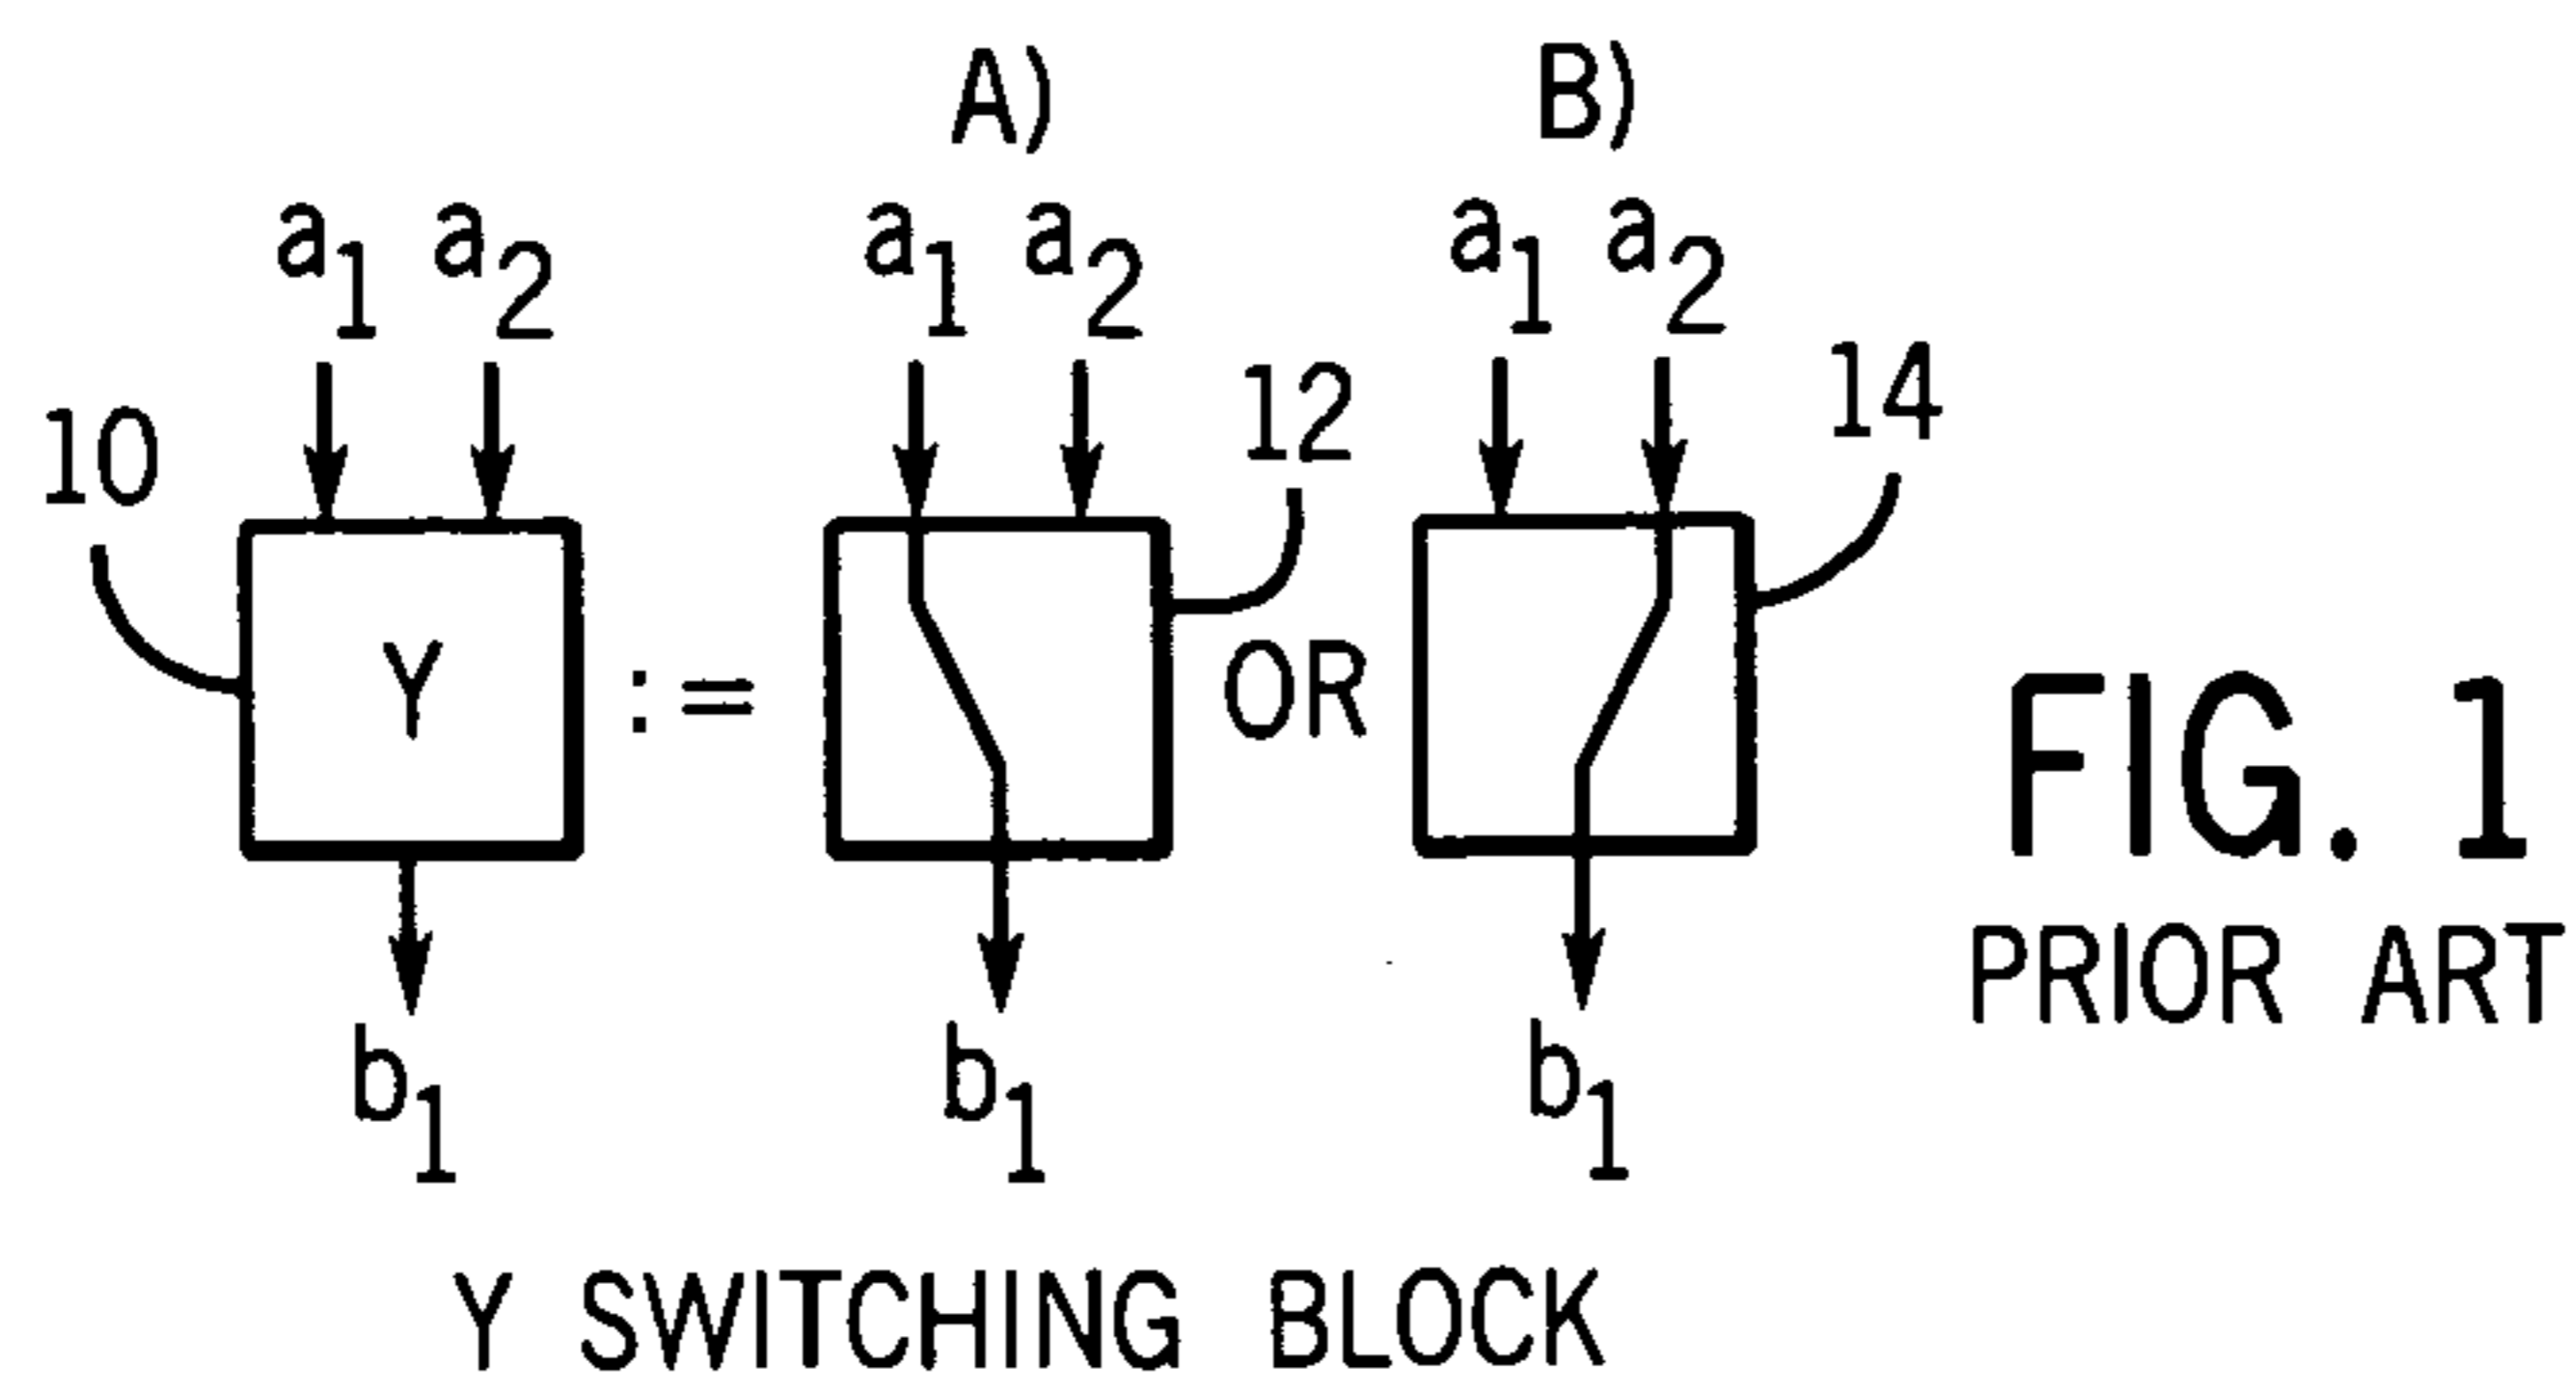 A) B)
a1 a2 a1 a2 a1 a2
10 12 14
Y := OR
FIG. 1
PRIOR ART
b1 b1 b1
Y SWITCHING BLOCK